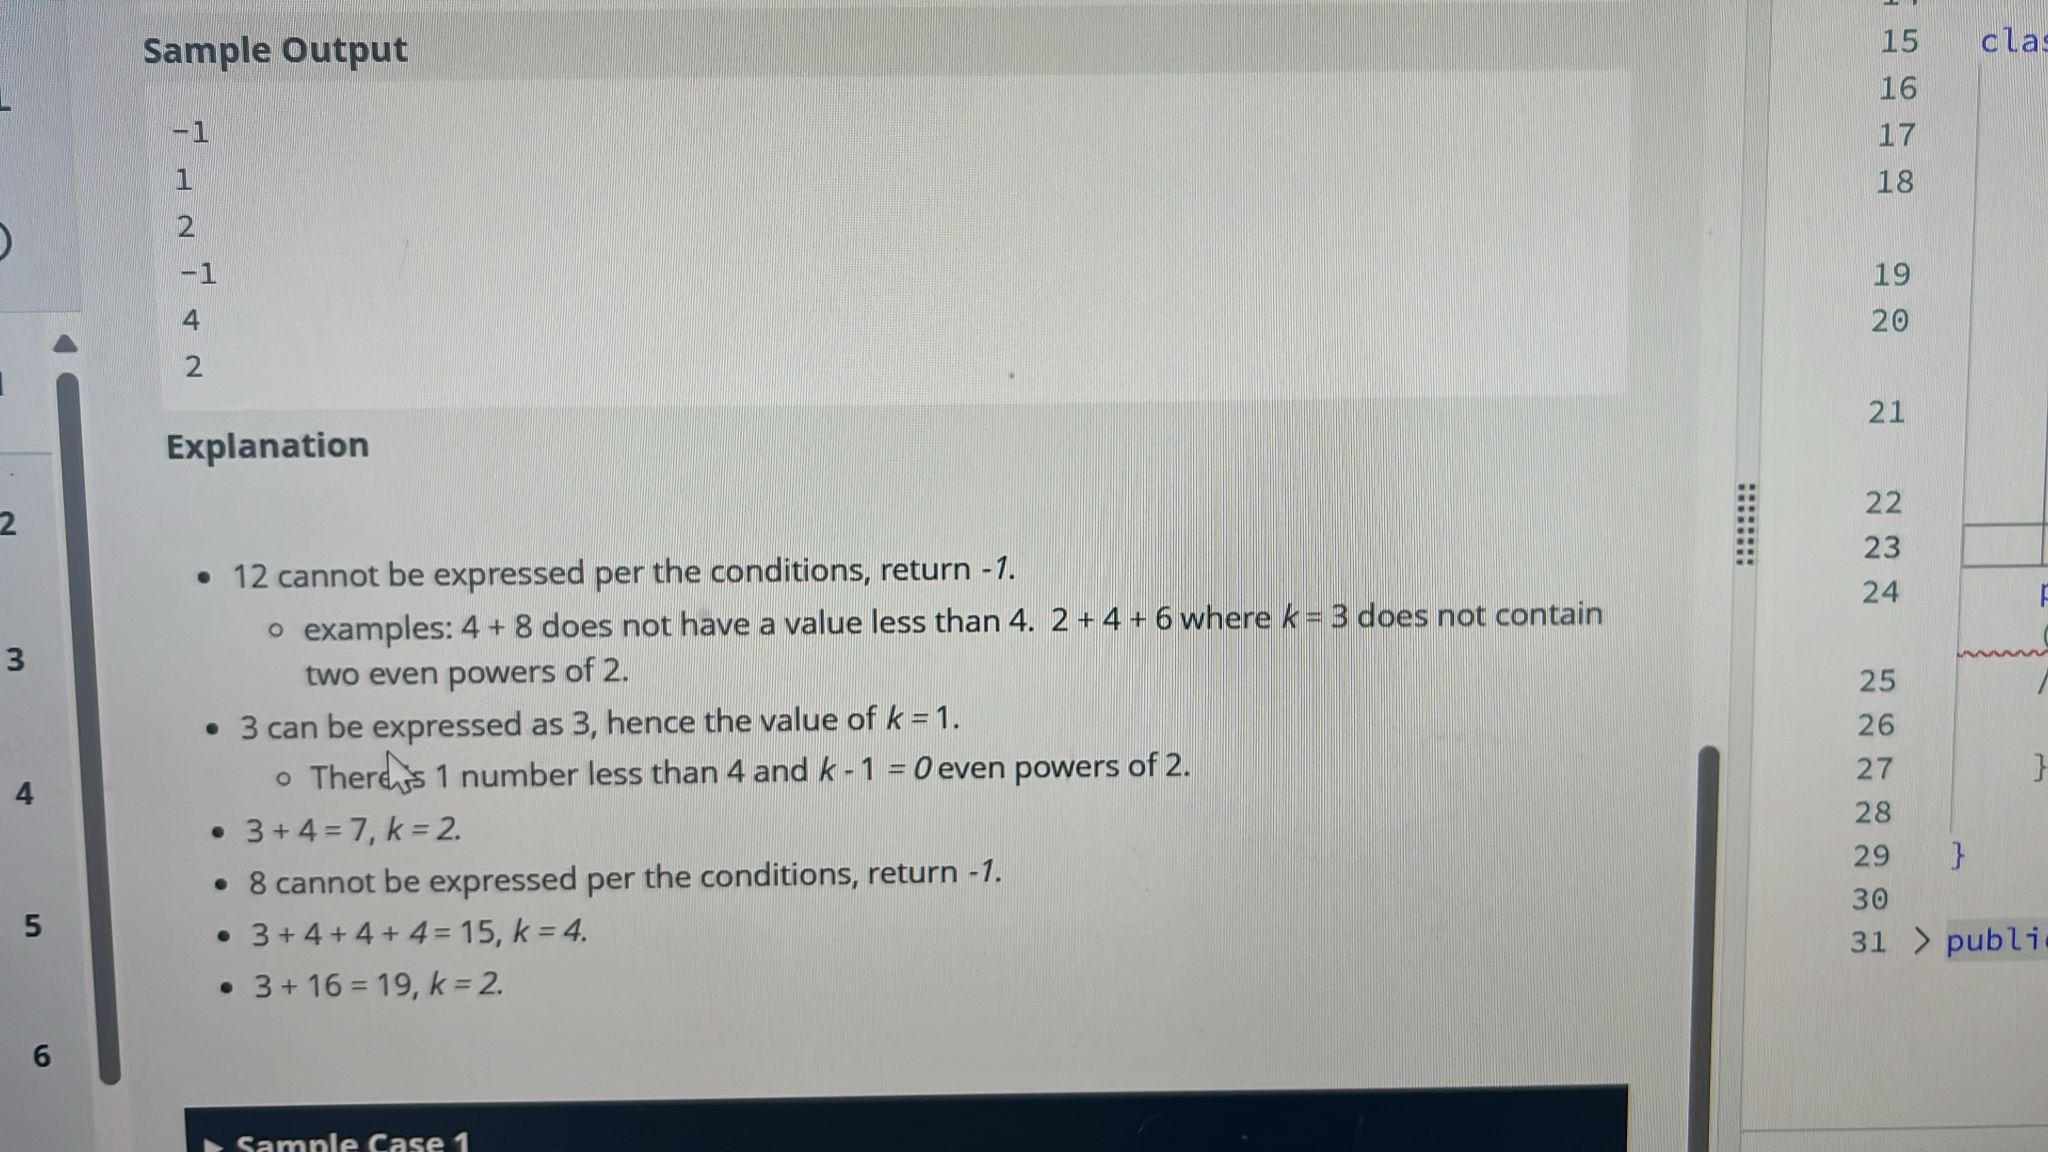 Sample Output
-1
1
2
-1
4
2
Explanation
• 12 cannot be expressed per the conditions, return -1.
o examples: 4 + 8 does not have a value less than 4. 2 + 4 + 6 where k = 3 does not contain
two even powers of 2.
• 3 can be expressed as 3, hence the value of k = 1.
o There is 1 number less than 4 and k - 1 = 0 even powers of 2.
• 3 + 4 = 7, k = 2.
• 8 cannot be expressed per the conditions, return -1.
• 3 + 4 + 4 + 4 = 15, k = 4.
• 3 + 16 = 19, k = 2.
Sample Case 1
2
3
4
5
6
15 clas
16
17
18
19
20
21
22
23
24
25 /
26
27 }
28
29 }
30
31 > publi